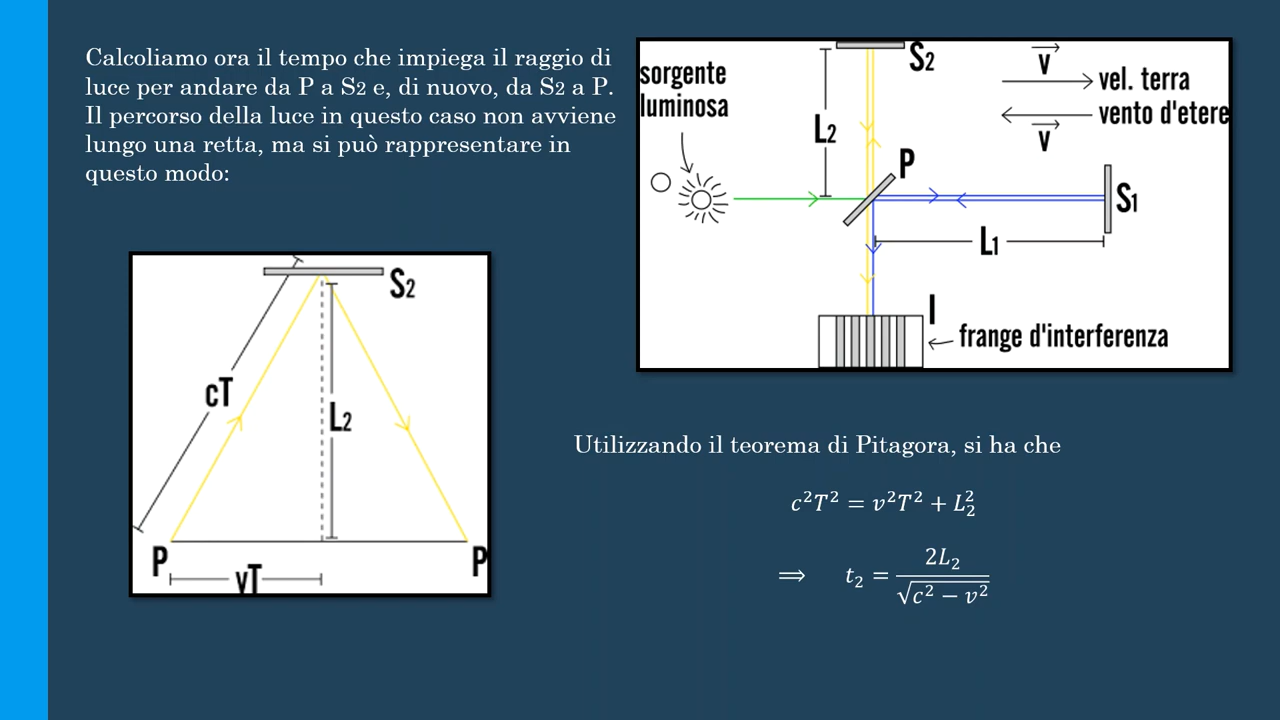 Calcoliamo ora il tempo che impiega il raggio di
luce per andare da P a S2 e, di nuovo, da S2 a P.
Il percorso della luce in questo caso non avviene
lungo una retta, ma si può rappresentare in
questo modo:
sorgente
luminosa
S2
L2
P
v
vel. terra
vento d'etere
v
S1
L1
I
frange d'interferenza
S2
cT
L2
P
P
vT
Utilizzando il teorema di Pitagora, si ha che
c²T² = v²T² + L₂²
⟹ t₂ = 2L₂ / √(c² − v²)